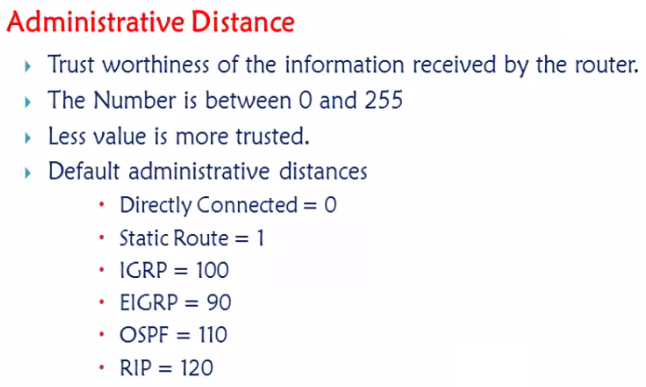 Administrative Distance
Trust worthiness of the information received by the router.
The Number is between 0 and 255
Less value is more trusted.
Default administrative distances
Directly Connected = 0
Static Route = 1
IGRP = 100
EIGRP = 90
OSPF = 110
RIP = 120